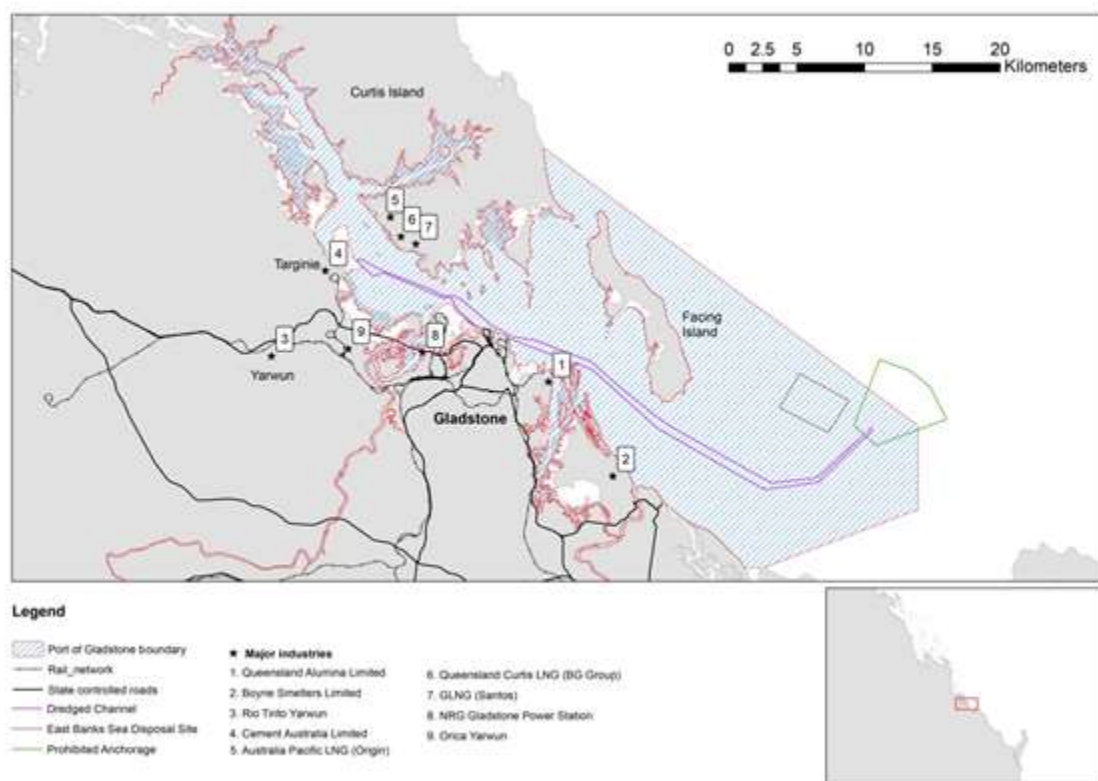 0 2.5 5 10 15 20
Kilometers
Curtis Island
5
6
7
4
Targinie
Facing
Island
9
3
8
1
Yarwun
Gladstone
2
Legend
Port of Gladstone boundary
Rail_network
State controlled roads
Dredged Channel
East Banks Sea Disposal Site
Prohibited Anchorage
★ Major industries
1. Queensland Alumina Limited
2. Boyne Smelters Limited
3. Rio Tinto Yarwun
4. Cement Australia Limited
5. Australia Pacific LNG (Origin)
6. Queensland Curtis LNG (BG Group)
7. GLNG (Santos)
8. NRG Gladstone Power Station
9. Orica Yarwun